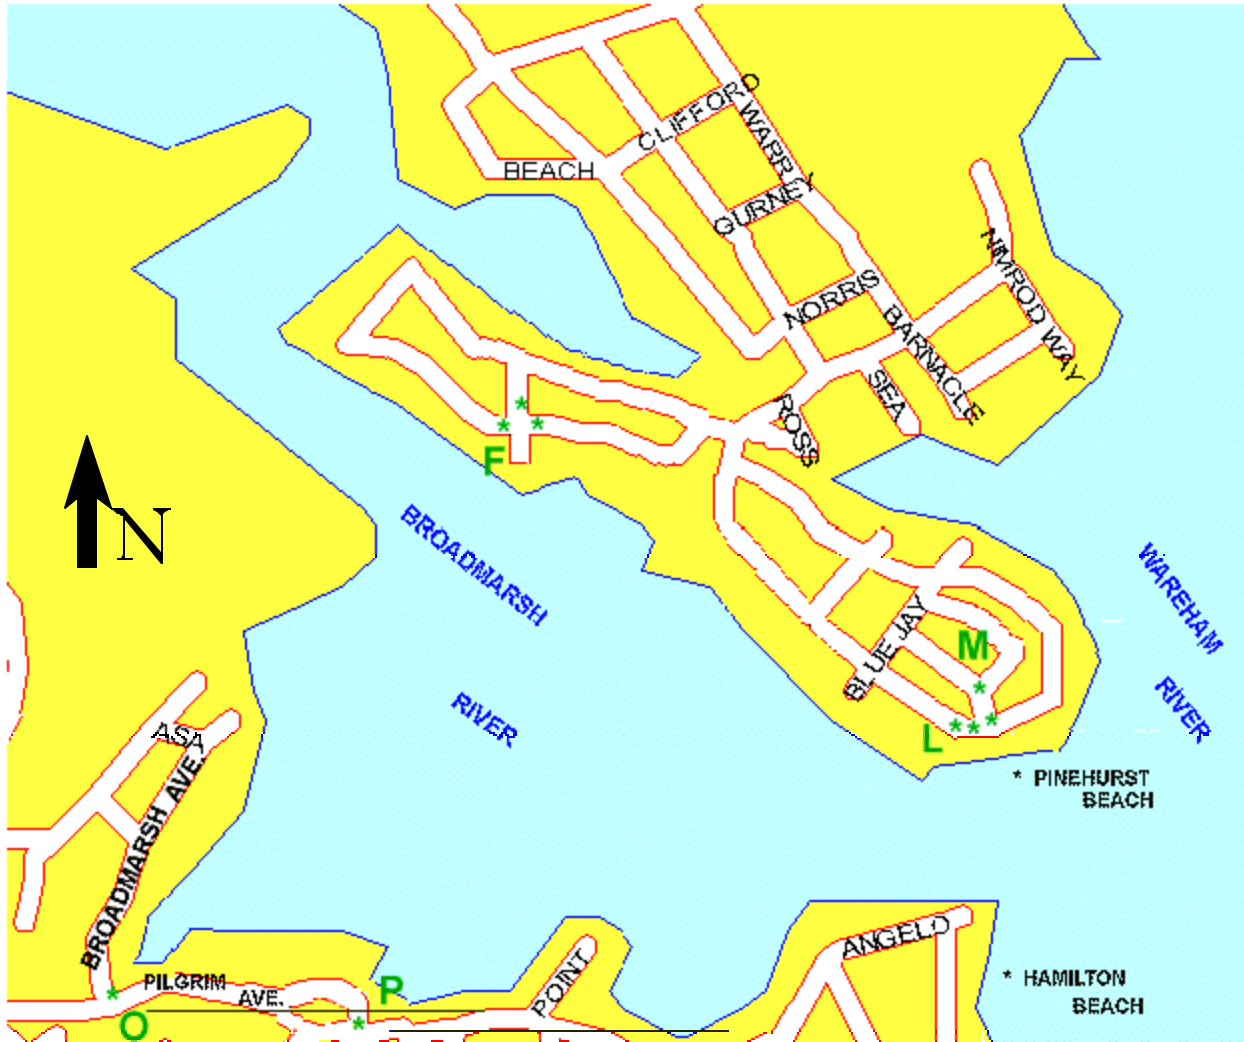 CLIFFORD
WARREN
BEACH
GURNEY
NIMROD WAY
NORRIS
BARNACLE
SEA
ROSS
*
* *
F
N
BROADMARSH
RIVER
WAREHAM
RIVER
BLUE JAY
M
*
* * *
L
* PINEHURST
BEACH
ASA
BROADMARSH AVE.
ANGELO
POINT
* HAMILTON
BEACH
PILGRIM
AVE.
P
*
O
*